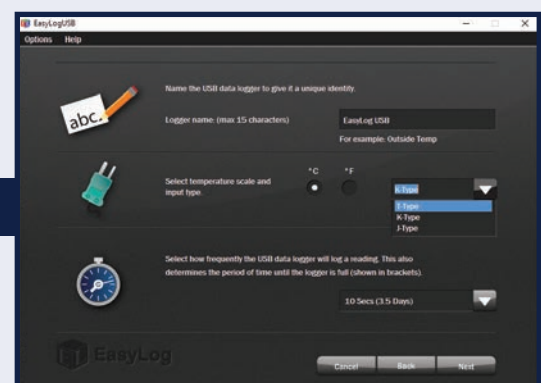 EasyLogUSB
Options Help
Name the USB data logger to give it a unique identity.
abc.
Logger name: (max 15 characters)
EasyLog USB
For example: Outside Temp
°C °F
Select temperature scale and
input type.
K-Type
T-Type
K-Type
J-Type
Select how frequently the USB data logger will log a reading. This also
determines the period of time until the logger is full (shown in brackets).
10 Secs (3.5 Days)
EasyLog
Cancel Back Next